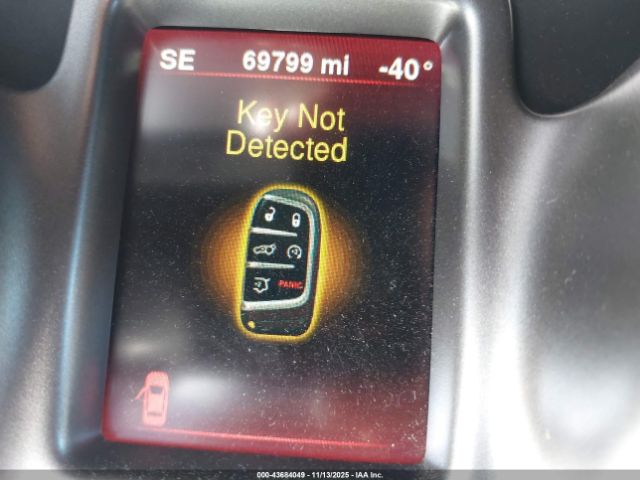 SE 69799 mi -40°
Key Not
Detected
PANIC
000-43684049 | 11/13/2025 | IAA Inc.